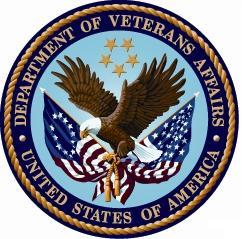 DEPARTMENT OF VETERANS AFFAIRS
UNITED STATES OF AMERICA